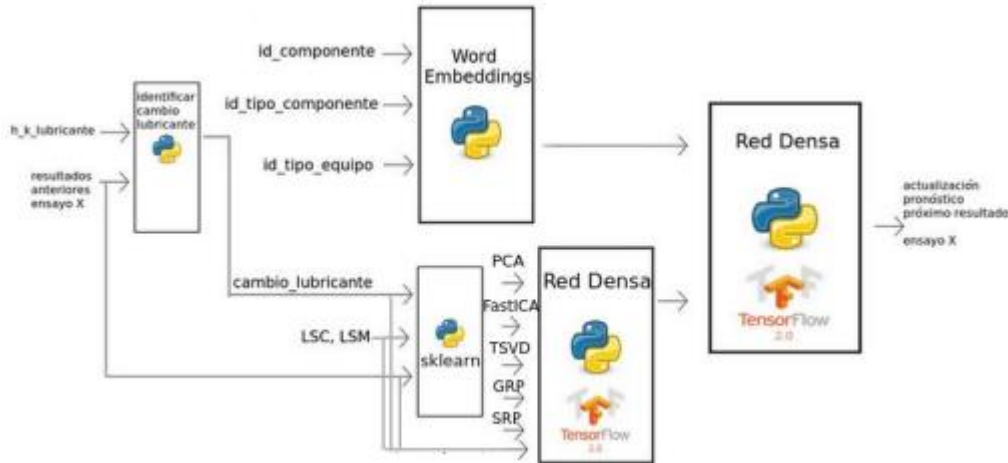 id_componente
id_tipo_componente
id_tipo_equipo
Word
Embeddings
identificar
cambio
lubricante
h_k_lubricante
resultados
anteriores
ensayo X
cambio_lubricante
LSC, LSM
sklearn
PCA
FastICA
TSVD
GRP
SRP
Red Densa
TensorFlow
2.0
Red Densa
TensorFlow
2.0
actualización
pronóstico
próximo resultado
ensayo X